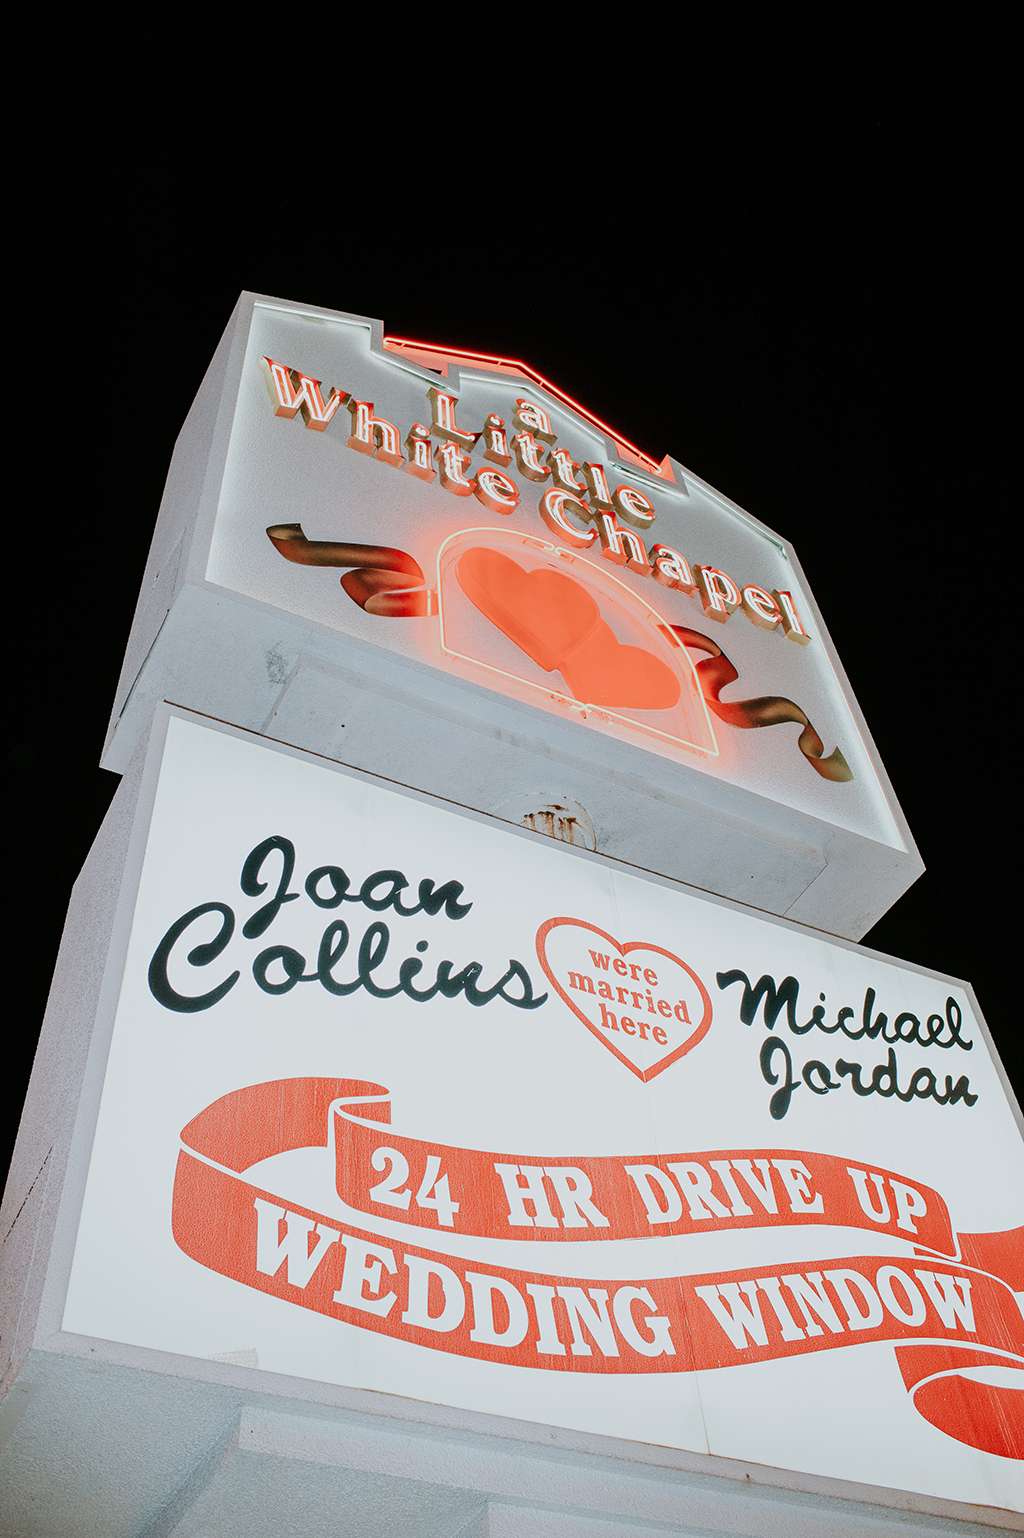 a
Little
White Chapel
Joan
Collins
were
married
here
Michael
Jordan
24 HR DRIVE UP
WEDDING WINDOW